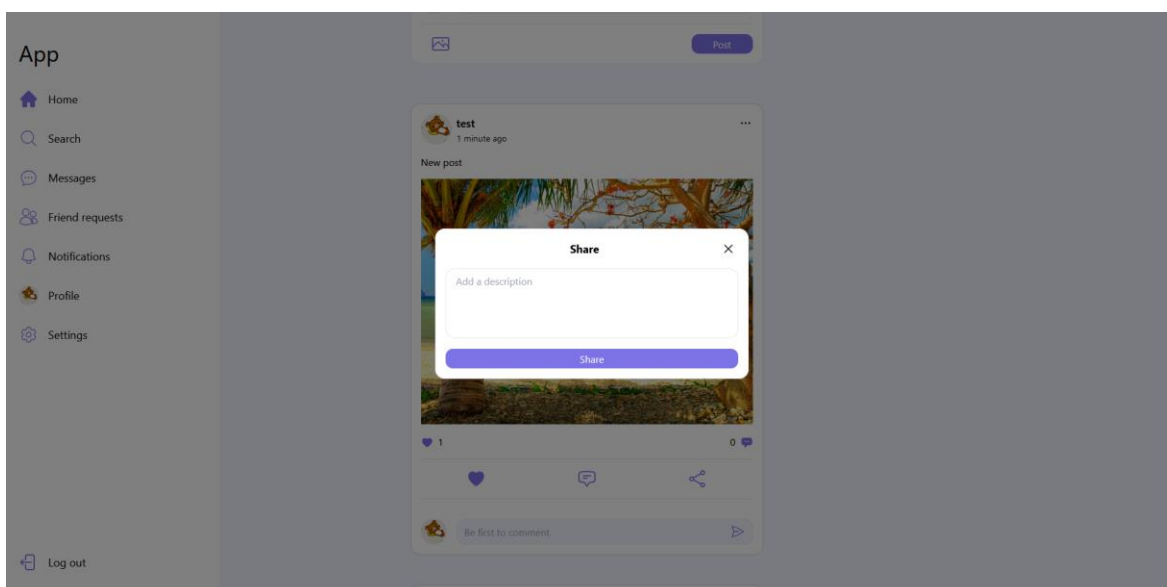 App
Home
Search
Messages
Friend requests
Notifications
Profile
Settings
Log out
Post
test
1 minute ago
New post
Share
Add a description
Share
1
0
Be first to comment